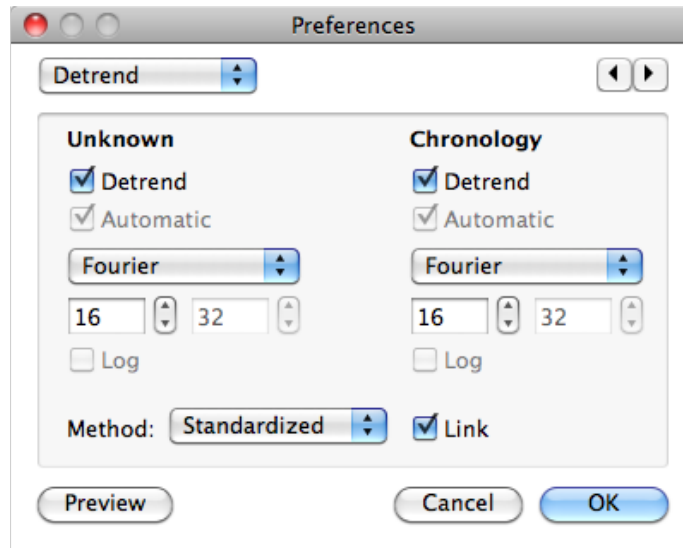 Preferences
Detrend
Unknown Chronology
Detrend Detrend
Automatic Automatic
Fourier Fourier
16 32 16 32
Log Log
Method: Standardized Link
Preview Cancel OK